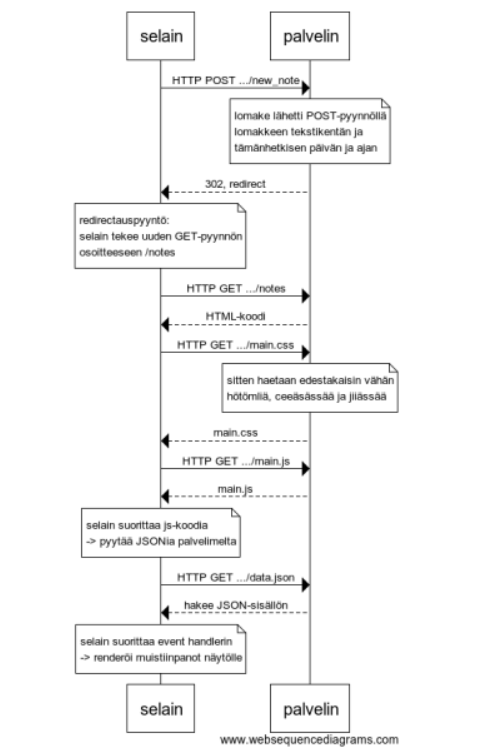 selain
palvelin
HTTP POST .../new_note
lomake lähetti POST-pyynnöllä
lomakkeen tekstikentän ja
tämänhetkisen päivän ja ajan
302, redirect
redirectauspyyntö:
selain tekee uuden GET-pyynnön
osoitteeseen /notes
HTTP GET .../notes
HTML-koodi
HTTP GET .../main.css
sitten haetaan edestakaisin vähän
hötömliä, ceeäsässää ja jiiässää
main.css
HTTP GET .../main.js
main.js
selain suorittaa js-koodia
-> pyytää JSONia palvelimelta
HTTP GET .../data.json
hakee JSON-sisällön
selain suorittaa event handlerin
-> renderöi muistiinpanot näytölle
selain
palvelin
www.websequencediagrams.com